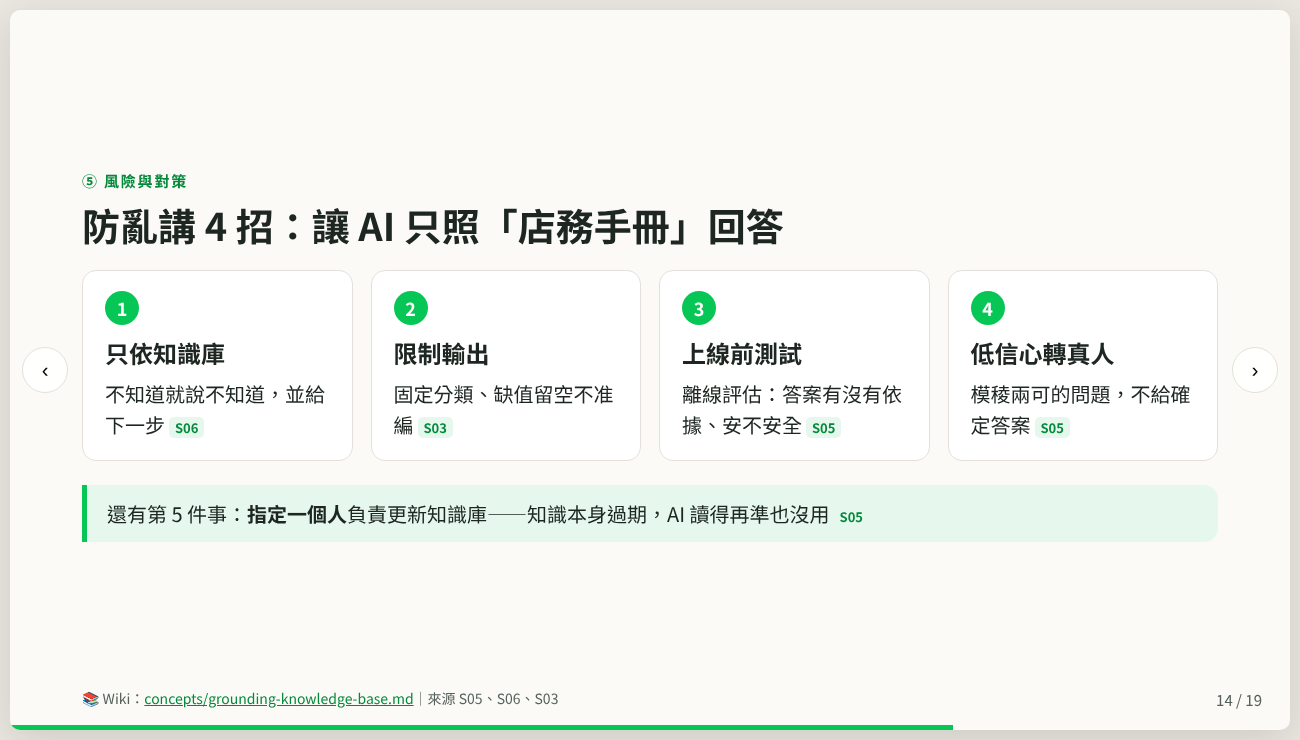 ⑤ 風險與對策
防亂講 4 招：讓 AI 只照「店務手冊」回答
1
只依知識庫
不知道就說不知道，並給
下一步 S06
2
限制輸出
固定分類、缺值留空不准
編 S03
3
上線前測試
離線評估：答案有沒有依
據、安不安全 S05
4
低信心轉真人
模稜兩可的問題，不給確
定答案 S05
‹
›
還有第 5 件事：指定一個人負責更新知識庫——知識本身過期，AI 讀得再準也沒用 S05
📚 Wiki：concepts/grounding-knowledge-base.md｜來源 S05、S06、S03
14 / 19